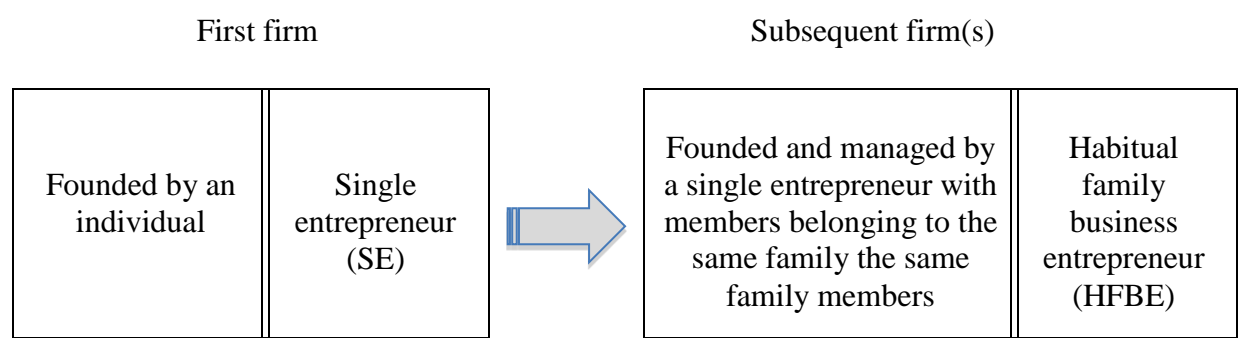 First firm
Subsequent firm(s)
Founded by an
individual
Single
entrepreneur
(SE)
Founded and managed by
a single entrepreneur with
members belonging to the
same family the same
family members
Habitual
family
business
entrepreneur
(HFBE)